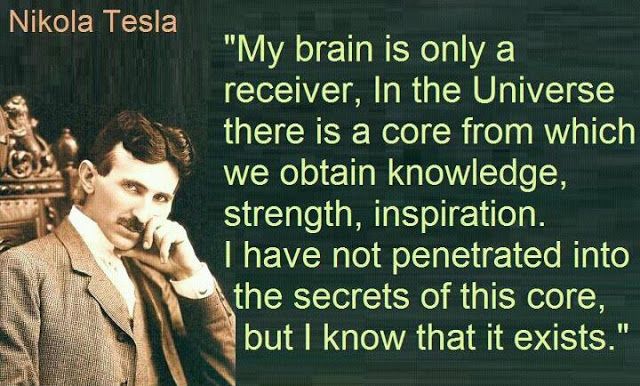 Nikola Tesla
"My brain is only a
receiver, In the Universe
there is a core from which
we obtain knowledge,
strength, inspiration.
I have not penetrated into
the secrets of this core,
but I know that it exists."